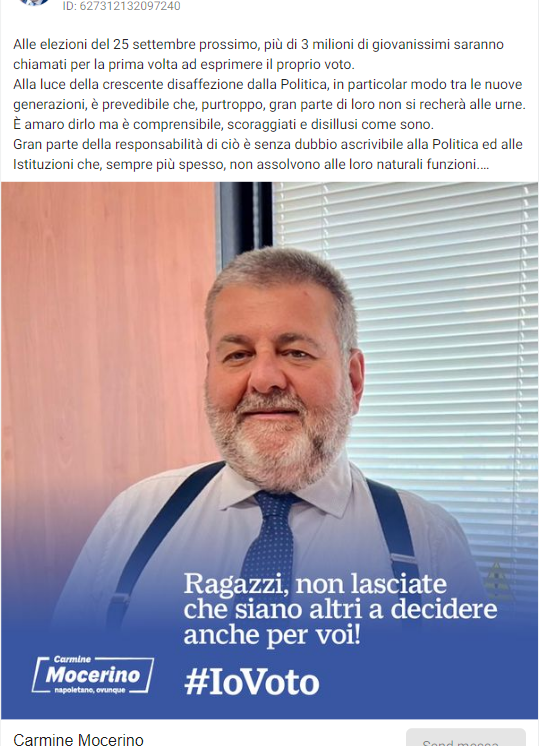 ID: 627312132097240
Alle elezioni del 25 settembre prossimo, più di 3 milioni di giovanissimi saranno
chiamati per la prima volta ad esprimere il proprio voto.
Alla luce della crescente disaffezione dalla Politica, in particolar modo tra le nuove
generazioni, è prevedibile che, purtroppo, gran parte di loro non si recherà alle urne.
È amaro dirlo ma è comprensibile, scoraggiati e disillusi come sono.
Gran parte della responsabilità di ciò è senza dubbio ascrivibile alla Politica ed alle
Istituzioni che, sempre più spesso, non assolvono alle loro naturali funzioni....
Ragazzi, non lasciate
che siano altri a decidere
anche per voi!
#IoVoto
Carmine
Mocerino
napoletano, ovunque
Carmine Mocerino
Send messa